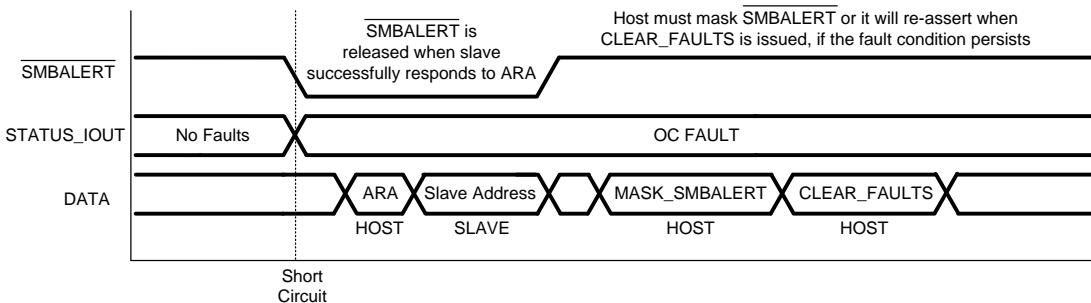 SMBALERT is
released when slave
successfully responds to ARA
Host must mask SMBALERT or it will re-assert when
CLEAR_FAULTS is issued, if the fault condition persists
SMBALERT
STATUS_IOUT
No Faults
OC FAULT
DATA
ARA
Slave Address
MASK_SMBALERT
CLEAR_FAULTS
HOST
SLAVE
HOST
HOST
Short
Circuit